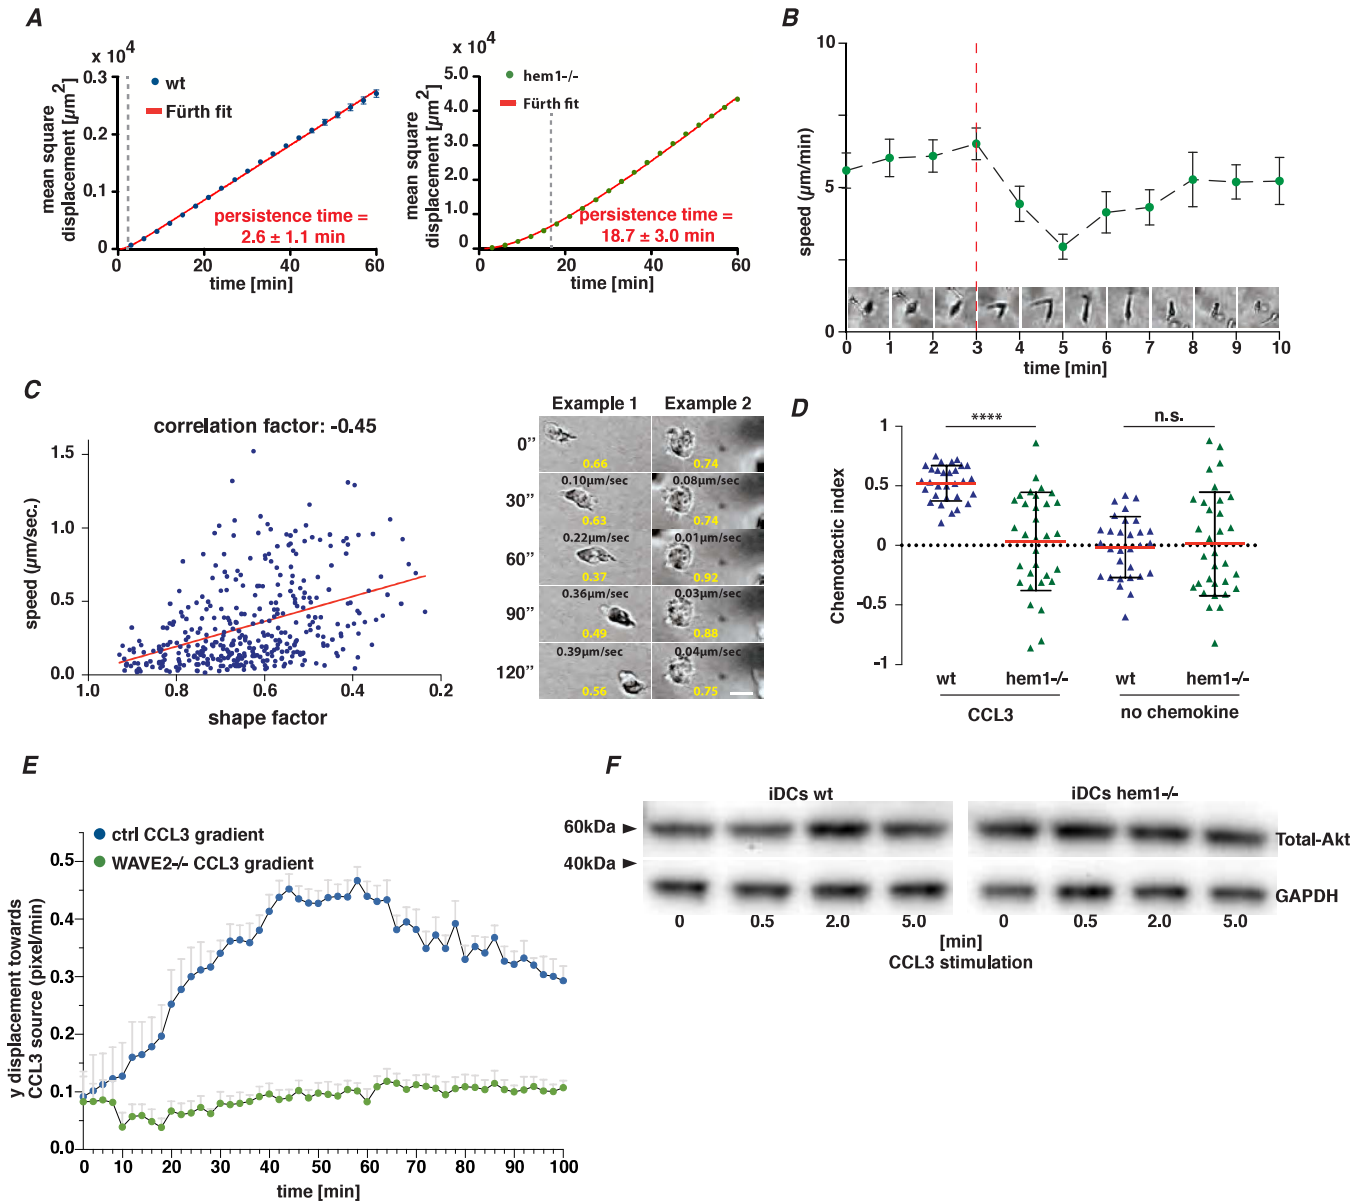 A
x 10⁴
0.3
0.2
0.1
0
mean square
displacement [µm²]
wt
Fürth fit
persistence time =
2.6 ± 1.1 min
0 20 40 60
time [min]
x 10⁴
5.0
4.0
3.0
2.0
1.0
0
mean square
displacement [µm²]
hem1-/-
Fürth fit
persistence time =
18.7 ± 3.0 min
0 20 40 60
time [min]
B
10
5
0
speed (µm/min)
0 1 2 3 4 5 6 7 8 9 10
time [min]
C
correlation factor: -0.45
1.5
1.0
0.5
0.0
speed (µm/sec.)
1.0 0.8 0.6 0.4 0.2
shape factor
Example 1 Example 2
0’’ 0.66 0.74
0.10µm/sec 0.08µm/sec
30’’
0.63 0.74
0.22µm/sec 0.01µm/sec
60’’
0.37 0.92
0.36µm/sec 0.03µm/sec
90’’
0.49 0.88
0.39µm/sec 0.04µm/sec
120’’
0.56 0.75
D
**** n.s.
1
0.5
0
-0.5
-1
Chemotactic index
wt hem1-/- wt hem1-/-
CCL3 no chemokine
E
ctrl CCL3 gradient
WAVE2-/- CCL3 gradient
0.5
0.4
0.3
0.2
0.1
0.0
y displacement towards
CCL3 source (pixel/min)
0 10 20 30 40 50 60 70 80 90 100
time [min]
F
iDCs wt iDCs hem1-/-
60kDa
Total-Akt
40kDa
GAPDH
0 0.5 2.0 5.0 0 0.5 2.0 5.0
[min]
CCL3 stimulation